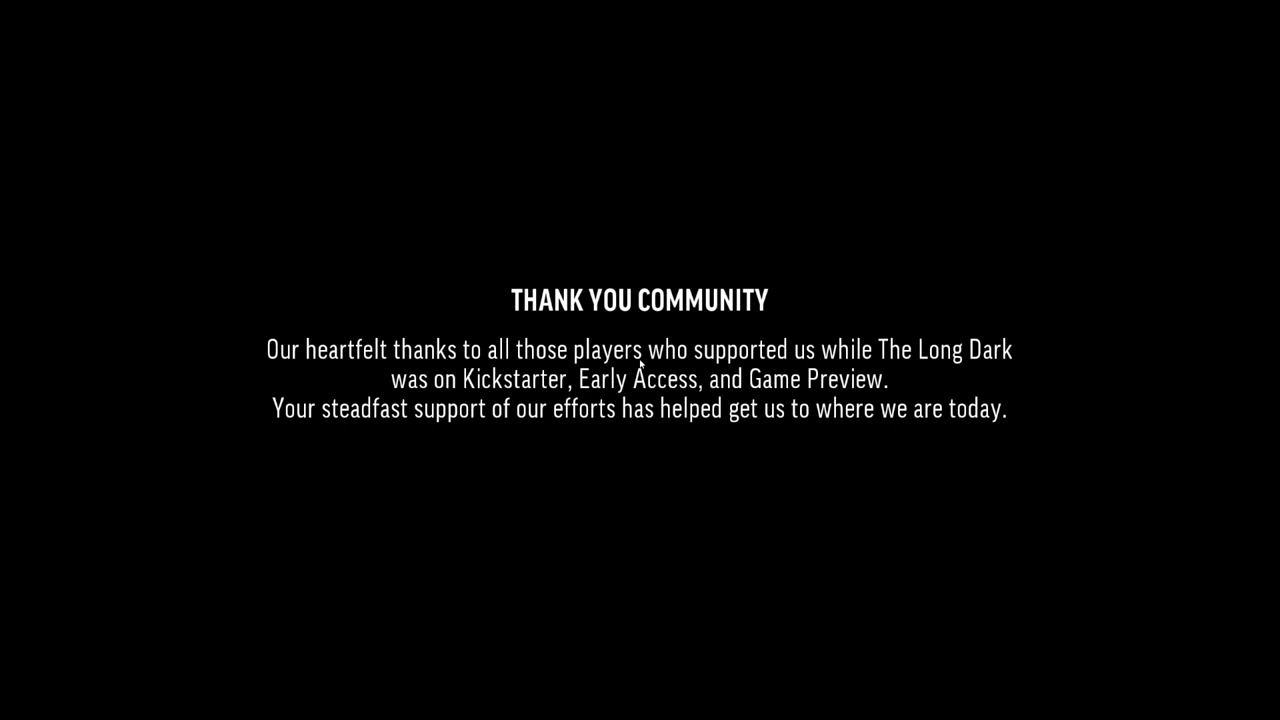 THANK YOU COMMUNITY
Our heartfelt thanks to all those players who supported us while The Long Dark
was on Kickstarter, Early Access, and Game Preview.
Your steadfast support of our efforts has helped get us to where we are today.